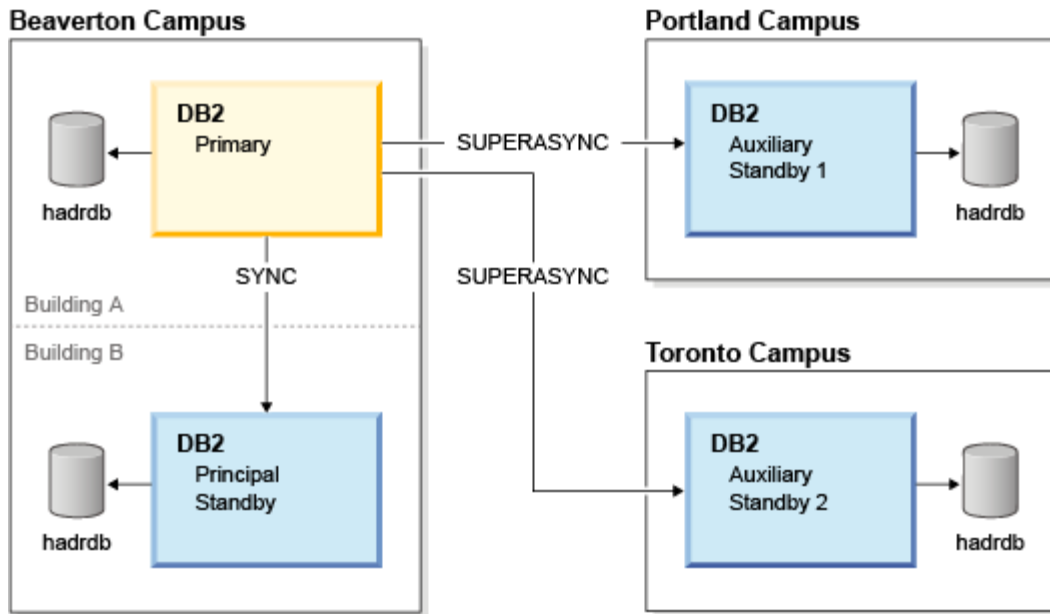 Beaverton Campus
DB2
Primary
hadrdb
SYNC
Building A
Building B
DB2
Principal
Standby
hadrdb
SUPERASYNC
SUPERASYNC
Portland Campus
DB2
Auxiliary
Standby 1
hadrdb
Toronto Campus
DB2
Auxiliary
Standby 2
hadrdb